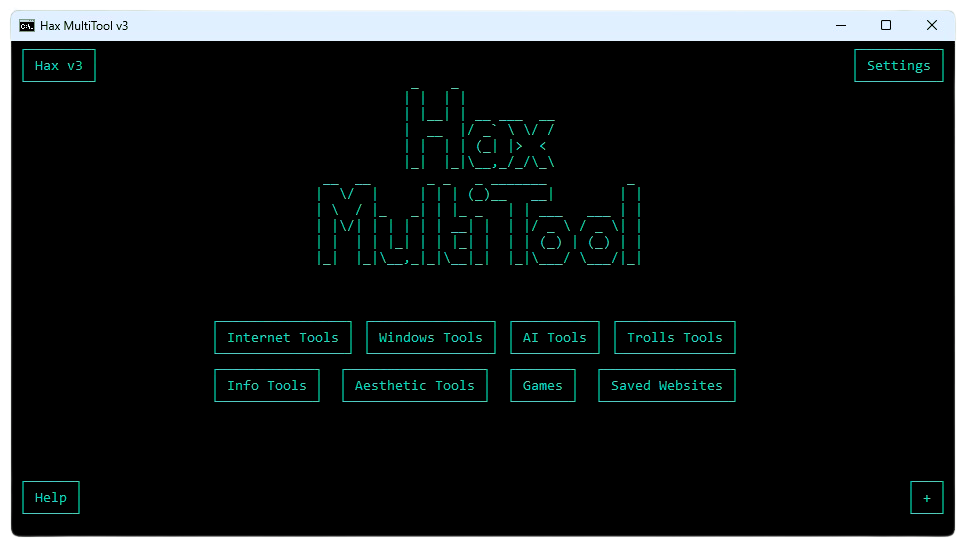 Hax MultiTool v3
Hax v3
Settings
Hax
MultiTool
Internet Tools
Windows Tools
AI Tools
Trolls Tools
Info Tools
Aesthetic Tools
Games
Saved Websites
Help
+